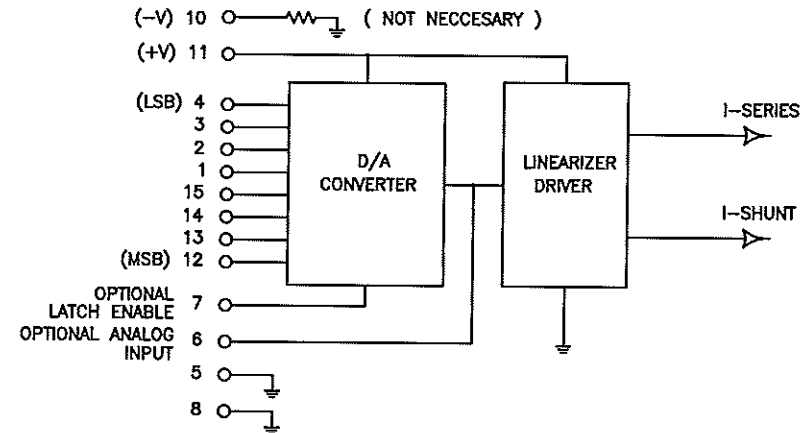 (-V) 10 ( NOT NECCESARY )
(+V) 11
(LSB) 4
3
2
1
15
14
13
(MSB) 12
D/A
CONVERTER
LINEARIZER
DRIVER
I-SERIES
I-SHUNT
OPTIONAL
LATCH ENABLE 7
OPTIONAL ANALOG
INPUT 6
5
8